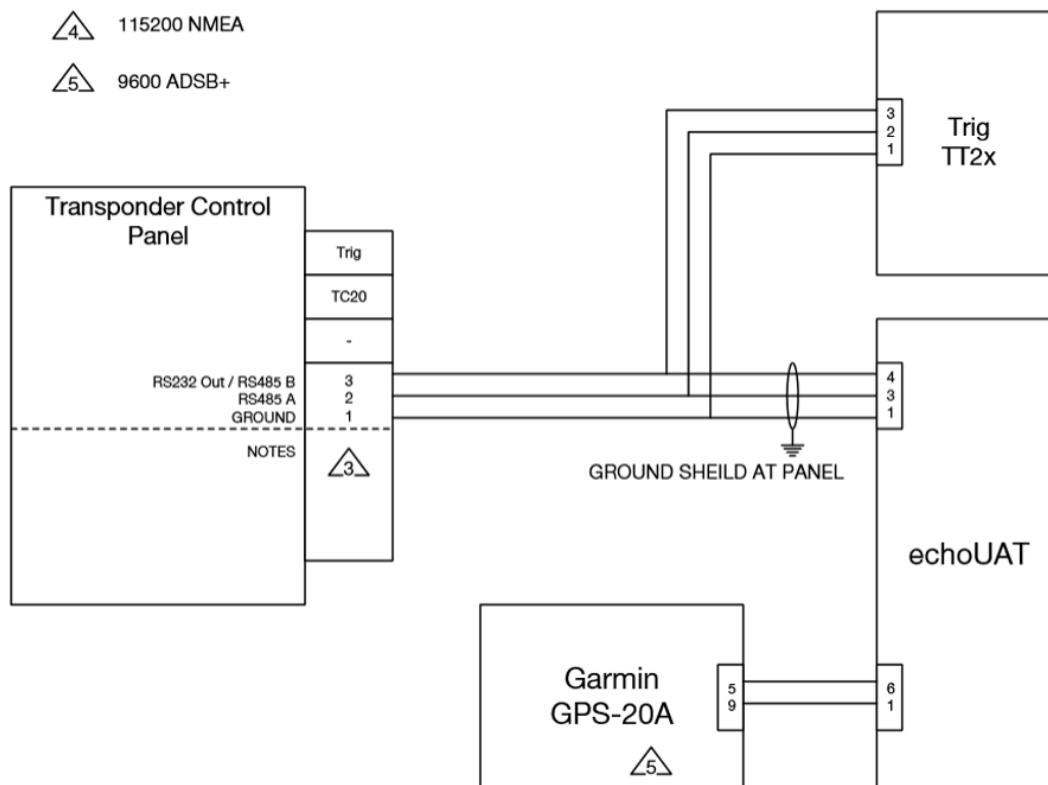 4 115200 NMEA
5 9600 ADSB+
Transponder Control
Panel
Trig
TC20
-
RS232 Out / RS485 B 3
RS485 A 2
GROUND 1
NOTES 3
3
2
1
Trig
TT2x
4
3
1
GROUND SHEILD AT PANEL
echoUAT
Garmin
GPS-20A
5
5
9
6
1